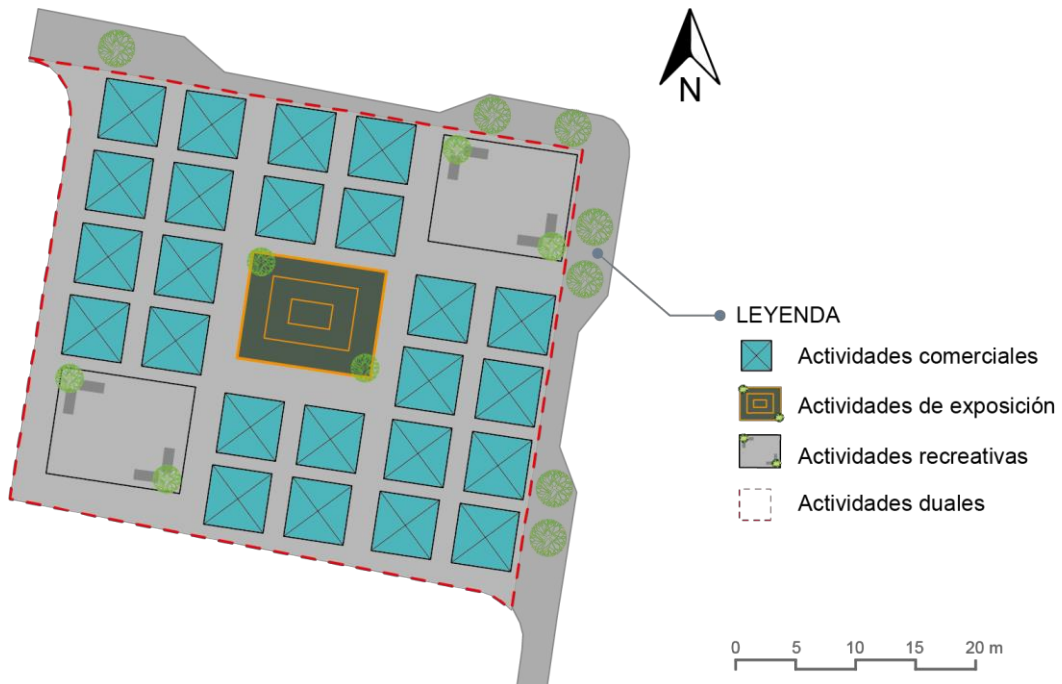 N
LEYENDA
Actividades comerciales
Actividades de exposición
Actividades recreativas
Actividades duales
0 5 10 15 20 m